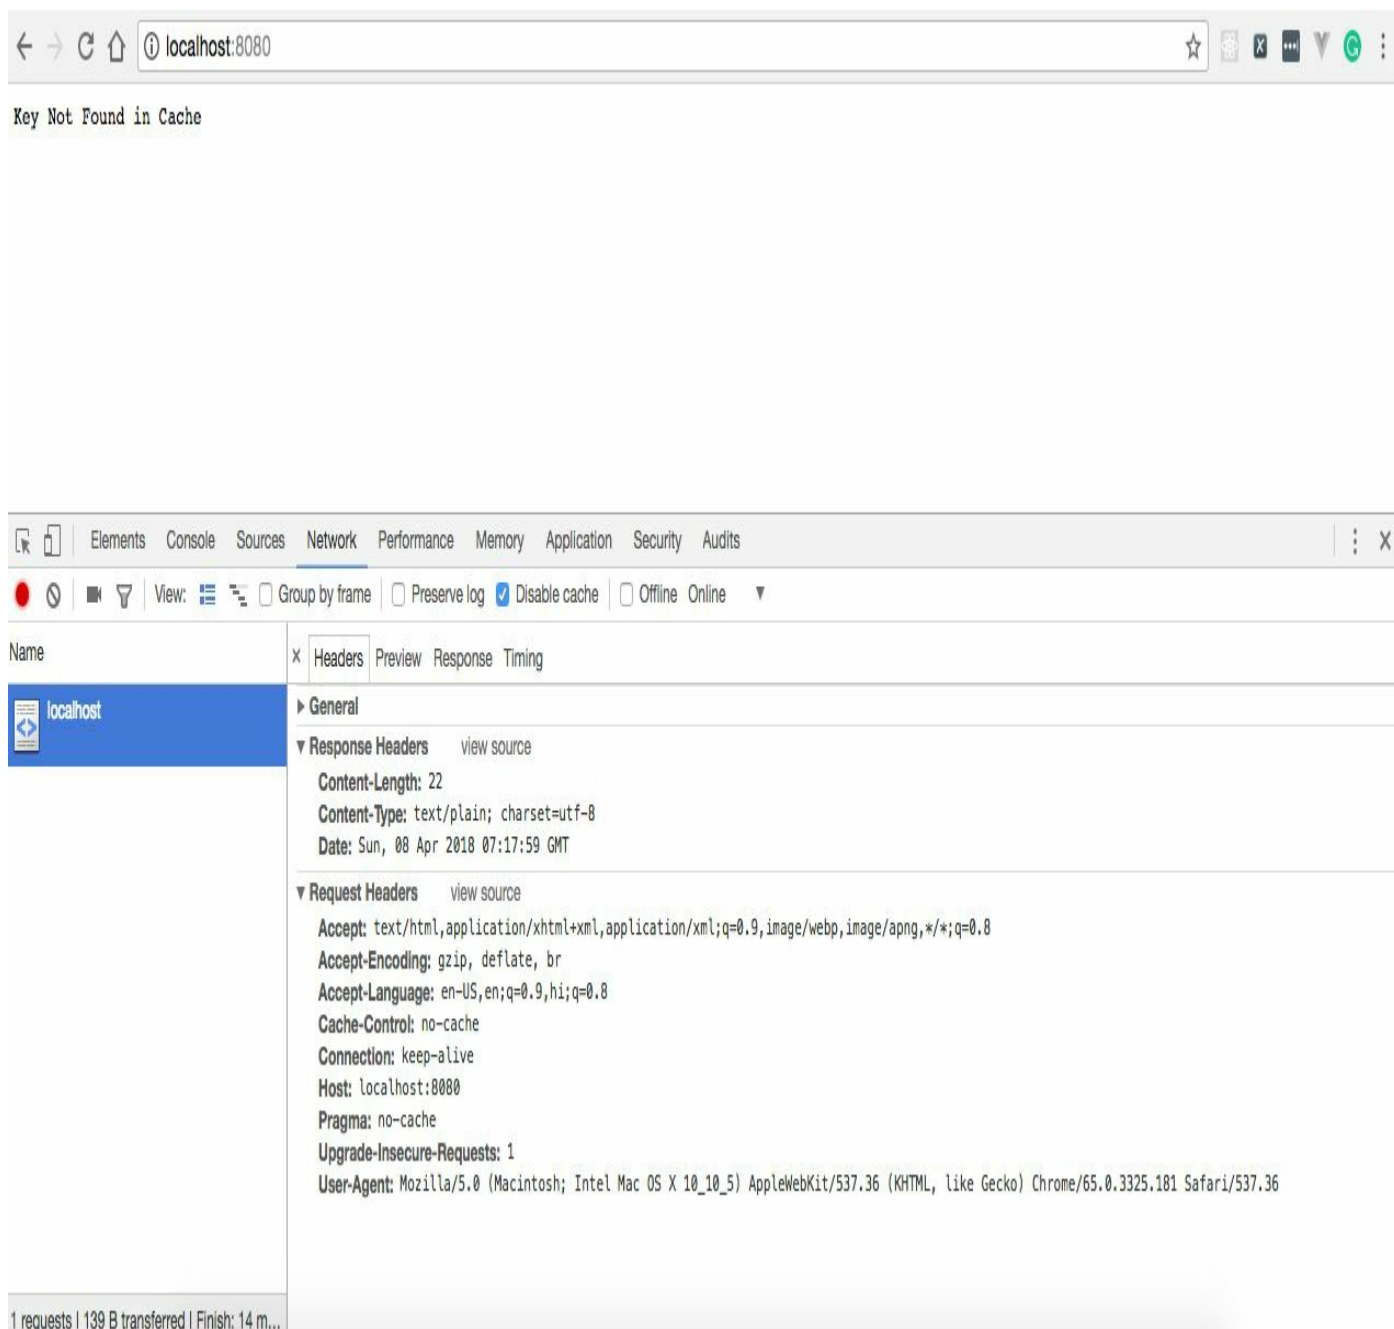 localhost:8080
Key Not Found in Cache
Elements Console Sources Network Performance Memory Application Security Audits
View: Group by frame Preserve log Disable cache Offline Online
Name
Headers Preview Response Timing
localhost
General
Response Headers view source
Content-Length: 22
Content-Type: text/plain; charset=utf-8
Date: Sun, 08 Apr 2018 07:17:59 GMT
Request Headers view source
Accept: text/html,application/xhtml+xml,application/xml;q=0.9,image/webp,image/apng,*/*;q=0.8
Accept-Encoding: gzip, deflate, br
Accept-Language: en-US,en;q=0.9,hi;q=0.8
Cache-Control: no-cache
Connection: keep-alive
Host: localhost:8080
Pragma: no-cache
Upgrade-Insecure-Requests: 1
User-Agent: Mozilla/5.0 (Macintosh; Intel Mac OS X 10_10_5) AppleWebKit/537.36 (KHTML, like Gecko) Chrome/65.0.3325.181 Safari/537.36
1 requests | 139 B transferred | Finish: 14 m...